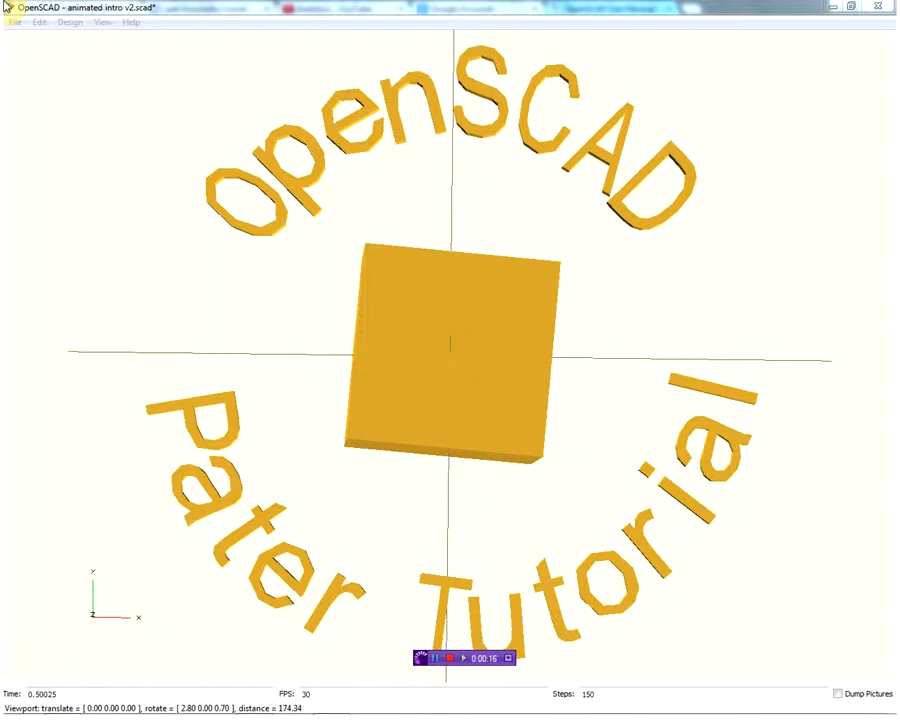 OpenSCAD - animated intro v2.scad*
File Edit Design View Help
OpenSCAD
Pater Tutorial
y
z x
0:00:16
Time: 0.50025 FPS: 30 Steps: 150 Dump Pictures
Viewport: translate = [ 0.00 0.00 0.00 ], rotate = [ 2.80 0.00 0.70 ], distance = 174.34